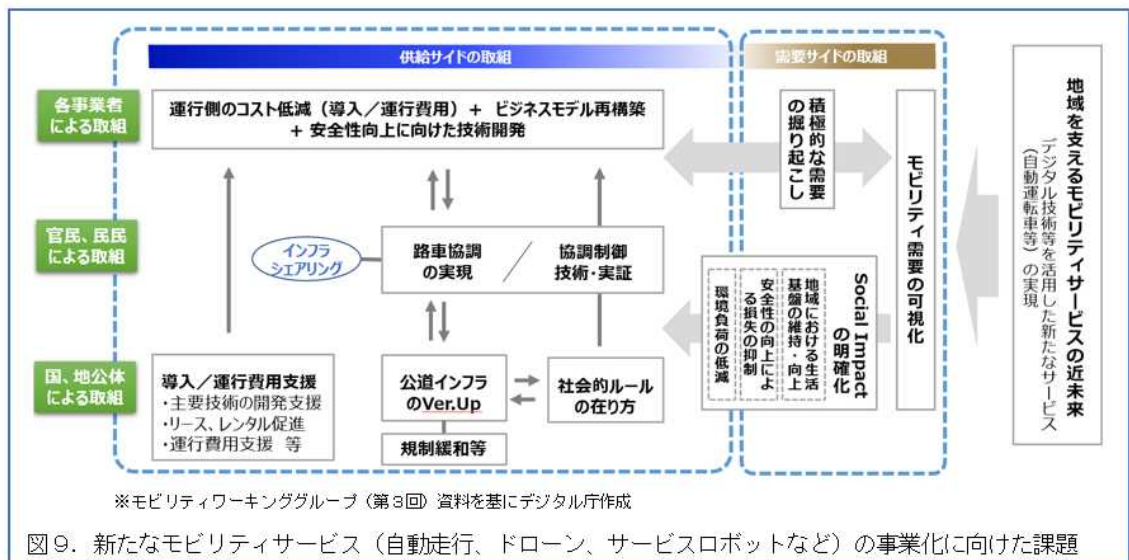 供給サイドの取組
需要サイドの取組
各事業者
による取組
運行側のコスト低減（導入／運行費用）＋ ビジネスモデル再構築
＋ 安全性向上に向けた技術開発
積極的な需要
の掘り起こし
モビリティ需要の可視化
地域を支えるモビリティサービスの近未来
デジタル技術等を活用した新たなサービス
（自動運転車等）の実現
官民、民民
による取組
インフラ
シェアリング
路車協調
の実現
／
協調制御
技術・実証
Social Impact
の明確化
地域における生活
基盤の維持・向上
安全性の向上によ
る損失の抑制
環境負荷の低減
国、地公体
による取組
導入／運行費用支援
・主要技術の開発支援
・リース、レンタル促進
・運行費用支援 等
公道インフラ
のVer.Up
規制緩和等
社会的ルール
の在り方
※モビリティワーキンググループ（第３回）資料を基にデジタル庁作成
図９．新たなモビリティサービス（自動走行、ドローン、サービスロボットなど）の事業化に向けた課題